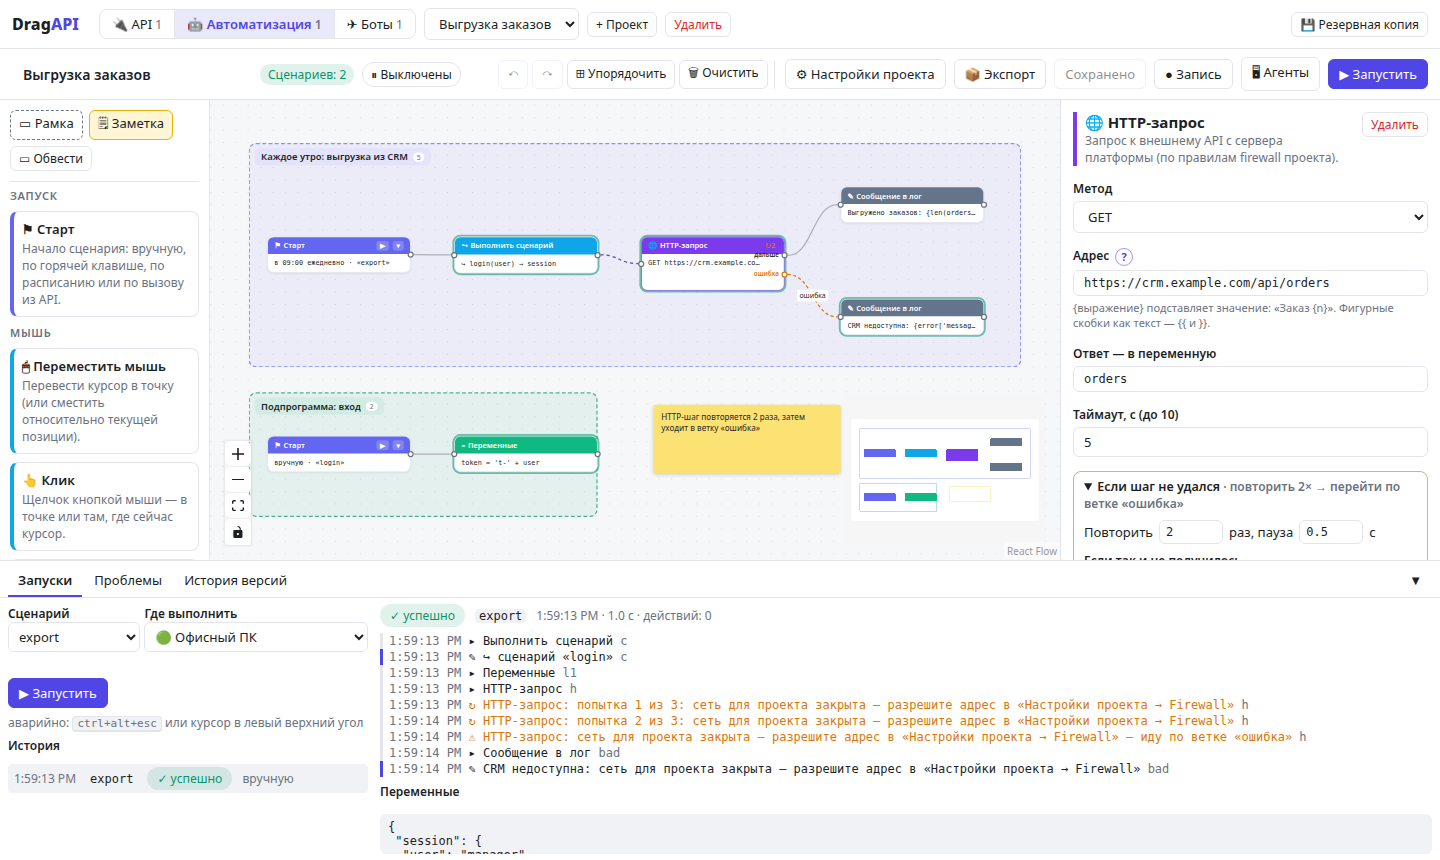 DragAPI
🔌 API 1
🤖 Автоматизация 1
✈ Боты 1
Выгрузка заказов
+ Проект
Удалить
💾 Резервная копия
Выгрузка заказов
Сценариев: 2
⏸ Выключены
↶
↷
⊞ Упорядочить
🗑 Очистить
⚙ Настройки проекта
📦 Экспорт
Сохранено
● Запись
🖥 Агенты
▶ Запустить
▭ Рамка
🗒 Заметка
▭ Обвести
ЗАПУСК
⚑ Старт
Начало сценария: вручную,
по горячей клавише, по
расписанию или по вызову
из API.
МЫШЬ
🖱 Переместить мышь
Перевести курсор в точку
(или сместить
относительно текущей
позиции).
👆 Клик
Щелчок кнопкой мыши — в
точке или там, где сейчас
курсор.
Каждое утро: выгрузка из CRM 5
⚑ Старт ▶ ▾
в 09:00 ежедневно · «export»
↪ Выполнить сценарий
↪ login(user) → session
🌐 HTTP-запрос ↻2
GET https://crm.example.co…
дальше
ошибка
✎ Сообщение в лог
Выгружено заказов: {len(orders…
ошибка
✎ Сообщение в лог
CRM недоступна: {error['messag…
Подпрограмма: вход 2
⚑ Старт ▶ ▾
вручную · «login»
= Переменные
token = 't-' + user
HTTP-шаг повторяется 2 раза, затем
уходит в ветку «ошибка»
React Flow
🌐 HTTP-запрос
Удалить
Запрос к внешнему API с сервера
платформы (по правилам firewall проекта).
Метод
GET
Адрес ?
https://crm.example.com/api/orders
{выражение} подставляет значение: «Заказ {n}». Фигурные
скобки как текст — {{ и }}.
Ответ — в переменную
orders
Таймаут, с (до 10)
5
▼ Если шаг не удался · повторить 2× → перейти по
ветке «ошибка»
Повторить 2 раз, пауза 0.5 с
Если так и не получилось
Запуски
Проблемы
История версий
▼
Сценарий
Где выполнить
export
🟢 Офисный ПК
▶ Запустить
аварийно: ctrl+alt+esc или курсор в левый верхний угол
История
1:59:13 PM export ✓ успешно вручную
✓ успешно export 1:59:13 PM · 1.0 с · действий: 0
1:59:13 PM ▸ Выполнить сценарий c
1:59:13 PM ✎ ↪ сценарий «login» c
1:59:13 PM ▸ Переменные l1
1:59:13 PM ▸ HTTP-запрос h
1:59:13 PM ↻ HTTP-запрос: попытка 1 из 3: сеть для проекта закрыта — разрешите адрес в «Настройки проекта → Firewall» h
1:59:14 PM ↻ HTTP-запрос: попытка 2 из 3: сеть для проекта закрыта — разрешите адрес в «Настройки проекта → Firewall» h
1:59:14 PM ⚠ HTTP-запрос: сеть для проекта закрыта — разрешите адрес в «Настройки проекта → Firewall» — иду по ветке «ошибка» h
1:59:14 PM ▸ Сообщение в лог bad
1:59:14 PM ✎ CRM недоступна: сеть для проекта закрыта — разрешите адрес в «Настройки проекта → Firewall» bad
Переменные
{
"session": {
"user": "manager"